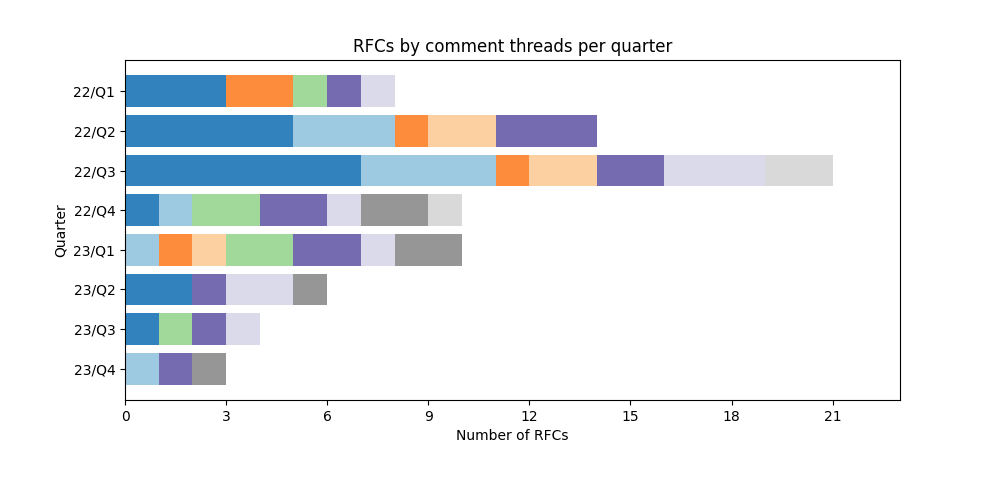 RFCs by comment threads per quarter
Quarter
22/Q1
22/Q2
22/Q3
22/Q4
23/Q1
23/Q2
23/Q3
23/Q4
0 3 6 9 12 15 18 21
Number of RFCs